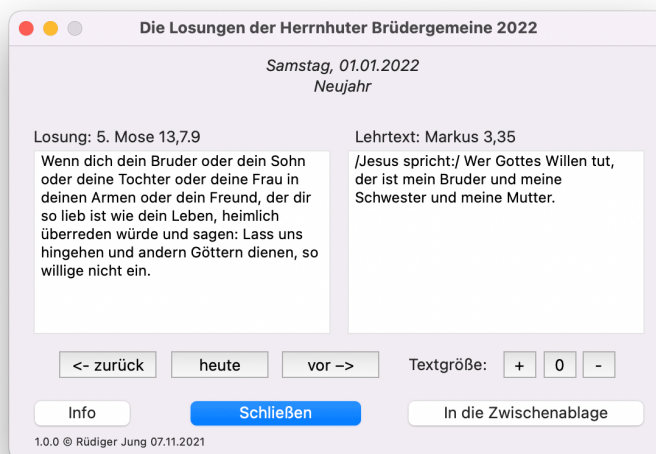 Die Losungen der Herrnhuter Brüdergemeine 2022
Samstag, 01.01.2022
Neujahr
Losung: 5. Mose 13,7.9
Wenn dich dein Bruder oder dein Sohn
oder deine Tochter oder deine Frau in
deinen Armen oder dein Freund, der dir
so lieb ist wie dein Leben, heimlich
überreden würde und sagen: Lass uns
hingehen und andern Göttern dienen, so
willige nicht ein.
Lehrtext: Markus 3,35
/Jesus spricht:/ Wer Gottes Willen tut,
der ist mein Bruder und meine
Schwester und meine Mutter.
<- zurück heute vor –> Textgröße: + 0 -
Info Schließen In die Zwischenablage
1.0.0 © Rüdiger Jung 07.11.2021